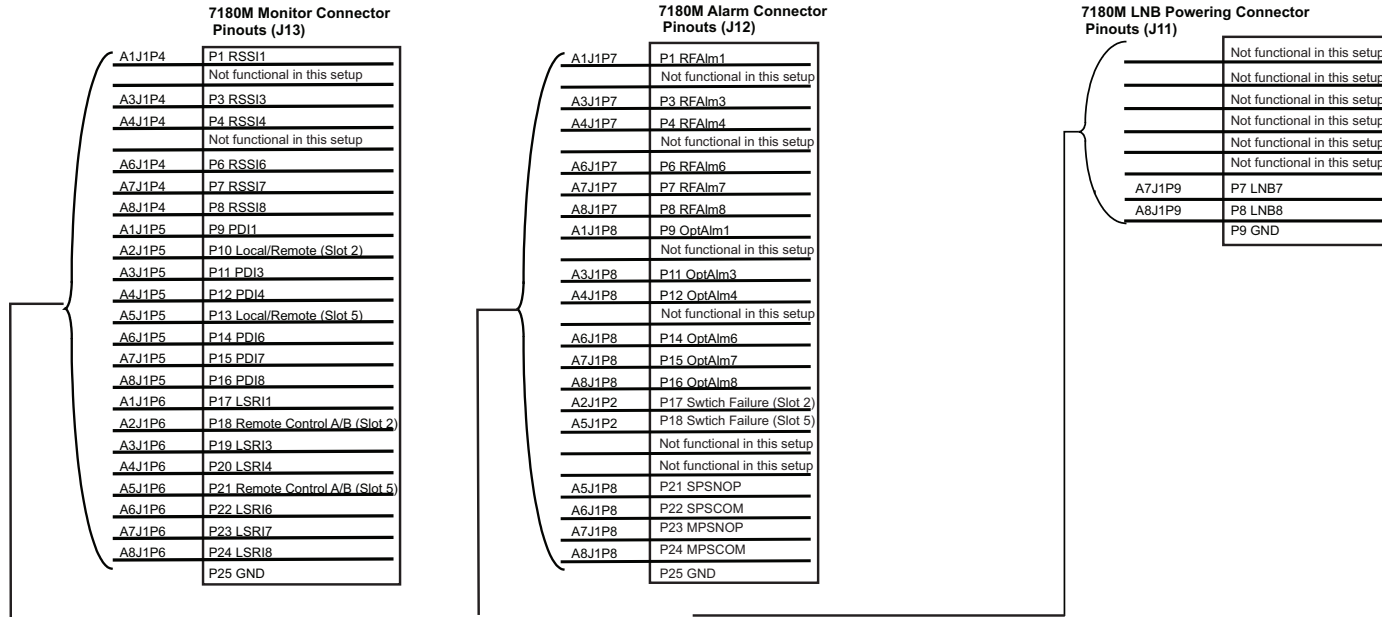 7180M Monitor Connector
Pinouts (J13)
A1J1P4 P1 RSSI1
Not functional in this setup
A3J1P4 P3 RSSI3
A4J1P4 P4 RSSI4
Not functional in this setup
A6J1P4 P6 RSSI6
A7J1P4 P7 RSSI7
A8J1P4 P8 RSSI8
A1J1P5 P9 PDI1
A2J1P5 P10 Local/Remote (Slot 2)
A3J1P5 P11 PDI3
A4J1P5 P12 PDI4
A5J1P5 P13 Local/Remote (Slot 5)
A6J1P5 P14 PDI6
A7J1P5 P15 PDI7
A8J1P5 P16 PDI8
A1J1P6 P17 LSRI1
A2J1P6 P18 Remote Control A/B (Slot 2)
A3J1P6 P19 LSRI3
A4J1P6 P20 LSRI4
A5J1P6 P21 Remote Control A/B (Slot 5)
A6J1P6 P22 LSRI6
A7J1P6 P23 LSRI7
A8J1P6 P24 LSRI8
P25 GND
7180M Alarm Connector
Pinouts (J12)
A1J1P7 P1 RFAlm1
Not functional in this setup
A3J1P7 P3 RFAlm3
A4J1P7 P4 RFAlm4
Not functional in this setup
A6J1P7 P6 RFAlm6
A7J1P7 P7 RFAlm7
A8J1P7 P8 RFAlm8
A1J1P8 P9 OptAlm1
Not functional in this setup
A3J1P8 P11 OptAlm3
A4J1P8 P12 OptAlm4
Not functional in this setup
A6J1P8 P14 OptAlm6
A7J1P8 P15 OptAlm7
A8J1P8 P16 OptAlm8
A2J1P2 P17 Swtich Failure (Slot 2)
A5J1P2 P18 Swtich Failure (Slot 5)
Not functional in this setup
Not functional in this setup
A5J1P8 P21 SPSNOP
A6J1P8 P22 SPSCOM
A7J1P8 P23 MPSNOP
A8J1P8 P24 MPSCOM
P25 GND
7180M LNB Powering Connector
Pinouts (J11)
Not functional in this setup
Not functional in this setup
Not functional in this setup
Not functional in this setup
Not functional in this setup
Not functional in this setup
A7J1P9 P7 LNB7
A8J1P9 P8 LNB8
P9 GND